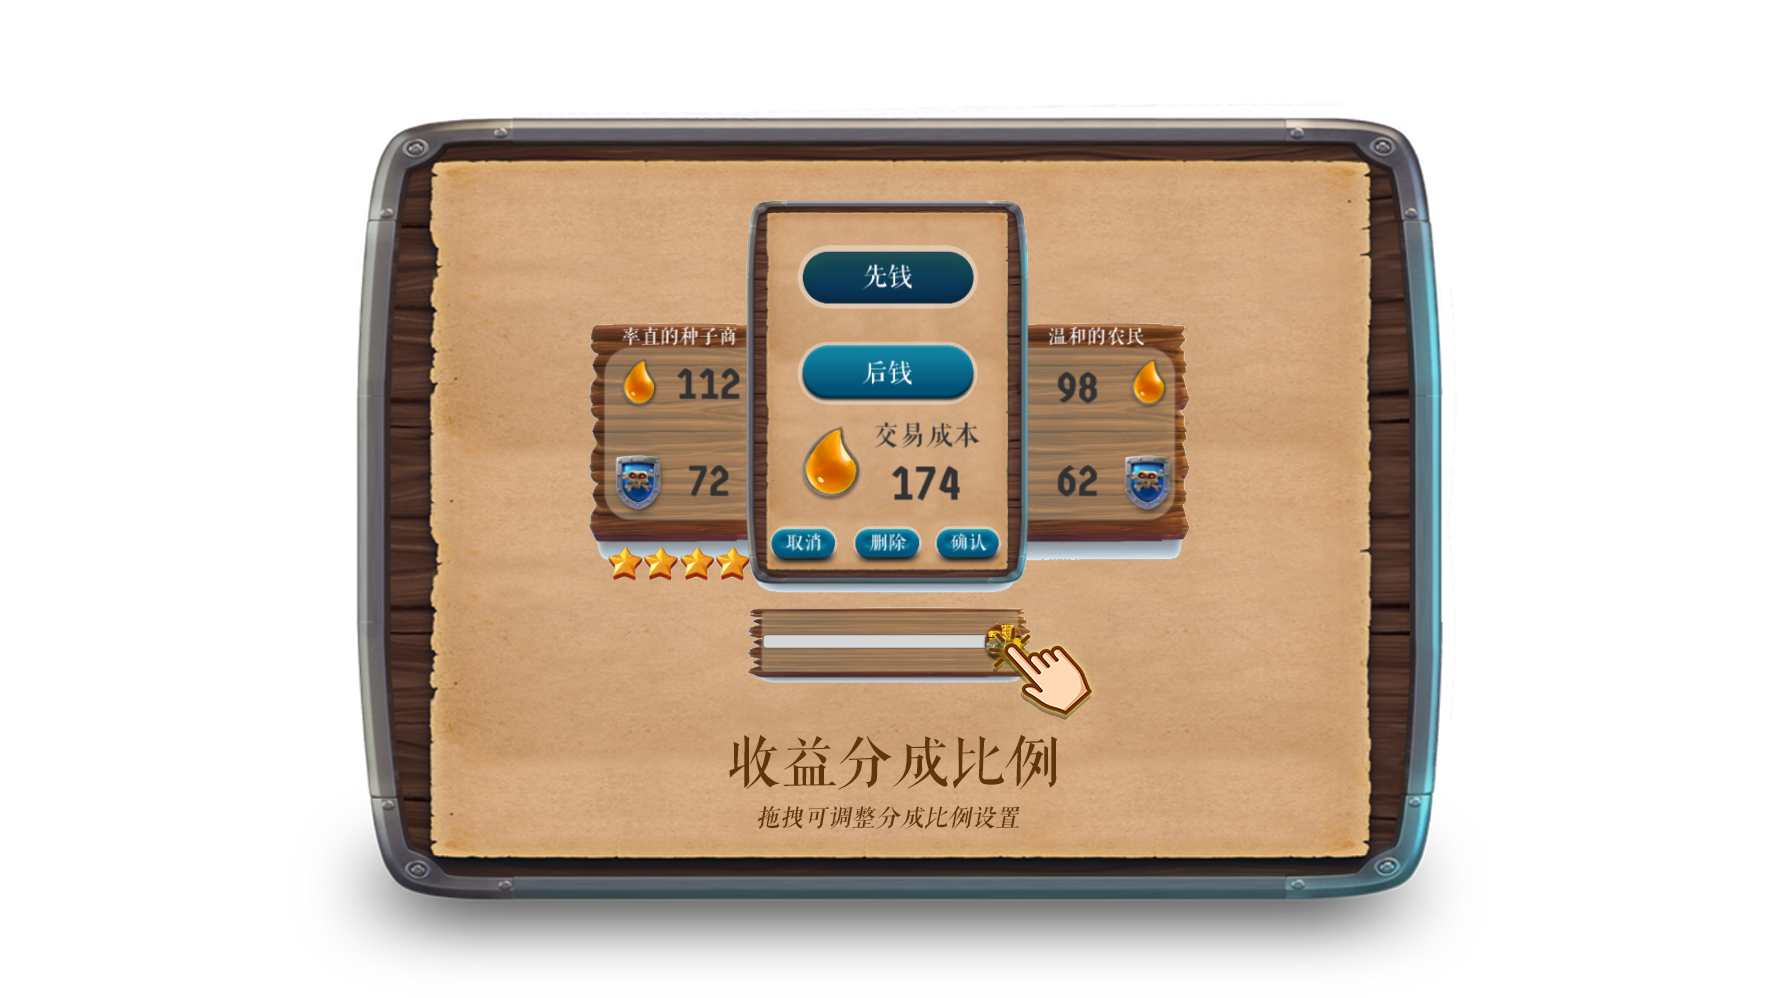 先钱
后钱
率直的种子商
112
72
交易成本
174
取消
删除
确认
温和的农民
98
62
收益分成比例
拖拽可调整分成比例设置